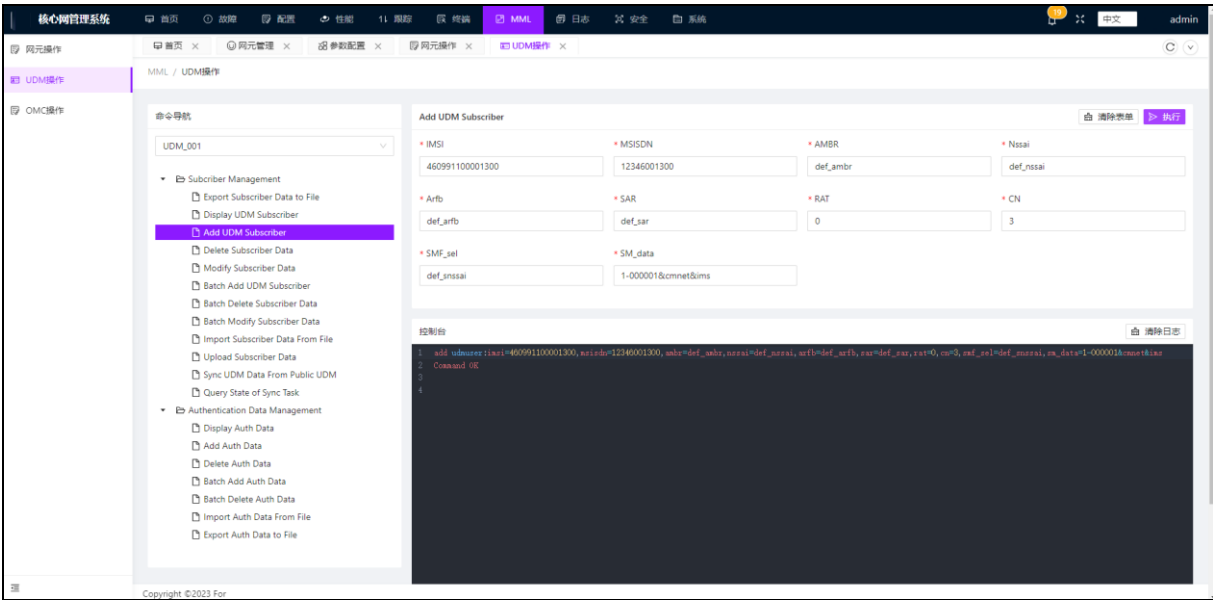 核心网管理系统 首页 故障 配置 性能 跟踪 终端 MML 日志 安全 系统 19 中文 admin
网元操作
UDM操作
OMC操作
首页 网元管理 参数配置 网元操作 UDM操作
MML / UDM操作
命令导航
UDM_001
Subcriber Management
Export Subscriber Data to File
Display UDM Subscriber
Add UDM Subscriber
Delete Subscriber Data
Modify Subscriber Data
Batch Add UDM Subscriber
Batch Delete Subscriber Data
Batch Modify Subscriber Data
Import Subscriber Data From File
Upload Subscriber Data
Sync UDM Data From Public UDM
Query State of Sync Task
Authentication Data Management
Display Auth Data
Add Auth Data
Delete Auth Data
Batch Add Auth Data
Batch Delete Auth Data
Import Auth Data From File
Export Auth Data to File
Add UDM Subscriber 清除表单 执行
* IMSI * MSISDN * AMBR * Nssai
460991100001300 12346001300 def_ambr def_nssai
* Arfb * SAR * RAT * CN
def_arfb def_sar 0 3
* SMF_sel * SM_data
def_snssai 1-000001&cmnet&ims
控制台 清除日志
1 add udmuser:imsi=460991100001300,msisdn=12346001300,ambr=def_ambr,nssai=def_nssai,arfb=def_arfb,sar=def_sar,rat=0,cn=3,smf_sel=def_snssai,sm_data=1-000001&cmnet&ims
2 Command OK
3
4
Copyright ©2023 For